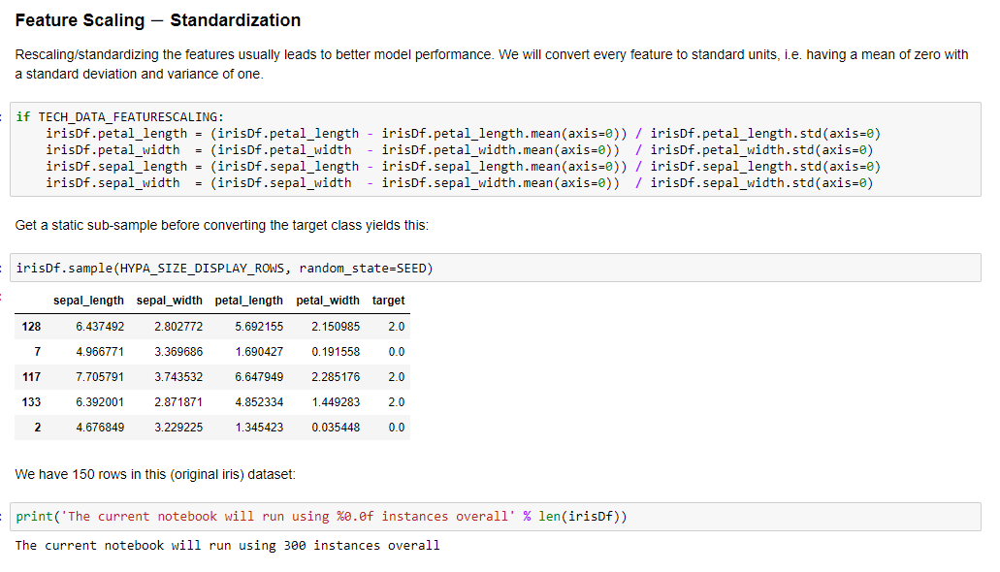 Feature Scaling — Standardization
Rescaling/standardizing the features usually leads to better model performance. We will convert every feature to standard units, i.e. having a mean of zero with
a standard deviation and variance of one.
if TECH_DATA_FEATURESCALING:
    irisDf.petal_length = (irisDf.petal_length - irisDf.petal_length.mean(axis=0)) / irisDf.petal_length.std(axis=0)
    irisDf.petal_width  = (irisDf.petal_width  - irisDf.petal_width.mean(axis=0))  / irisDf.petal_width.std(axis=0)
    irisDf.sepal_length = (irisDf.sepal_length - irisDf.sepal_length.mean(axis=0)) / irisDf.sepal_length.std(axis=0)
    irisDf.sepal_width  = (irisDf.sepal_width  - irisDf.sepal_width.mean(axis=0))  / irisDf.sepal_width.std(axis=0)
Get a static sub-sample before converting the target class yields this:
irisDf.sample(HYPA_SIZE_DISPLAY_ROWS, random_state=SEED)
sepal_length sepal_width petal_length petal_width target
128 6.437492 2.802772 5.692155 2.150985 2.0
7 4.966771 3.369686 1.690427 0.191558 0.0
117 7.705791 3.743532 6.647949 2.285176 2.0
133 6.392001 2.871871 4.852334 1.449283 2.0
2 4.676849 3.229225 1.345423 0.035448 0.0
We have 150 rows in this (original iris) dataset:
print('The current notebook will run using %0.0f instances overall' % len(irisDf))
The current notebook will run using 300 instances overall